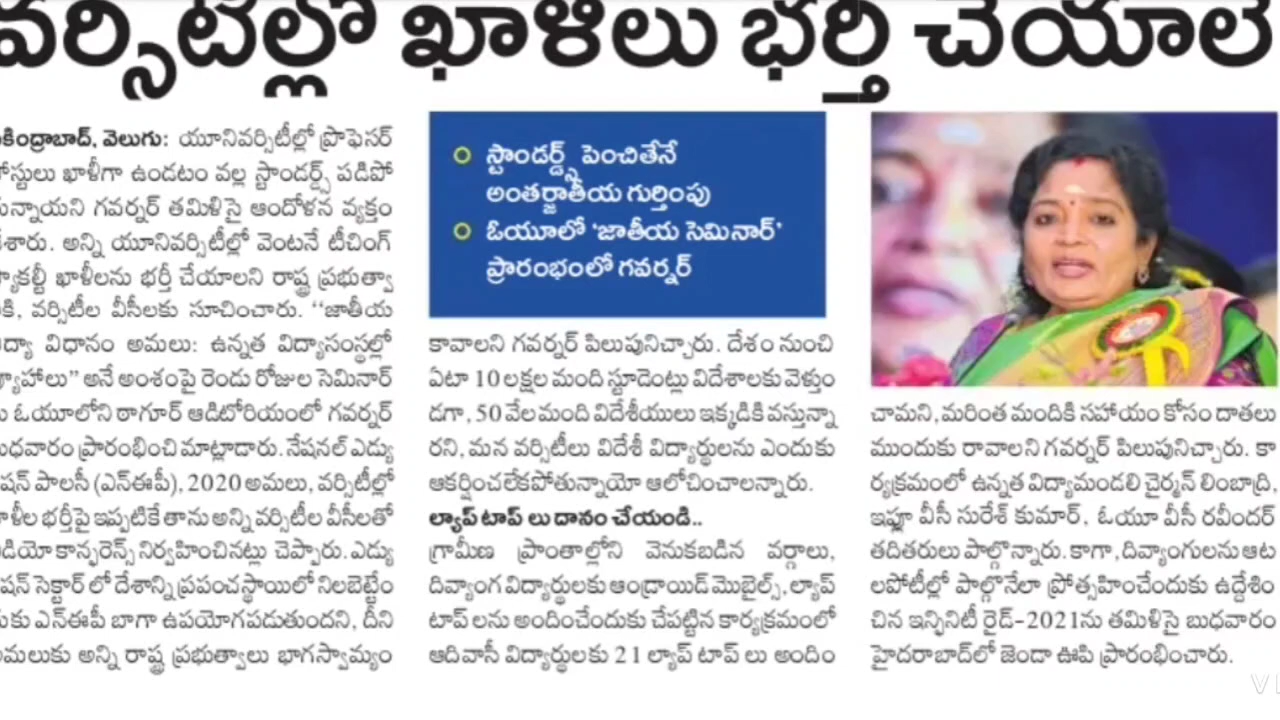 వర్సిటీల్లో ఖాళీలు భర్తీ చేయాలె
కింద్రాబాద్, వెలుగు: యూనివర్సిటీల్లో ప్రొఫెసర్
పోస్టులు ఖాళీగా ఉండటం వల్ల స్టాండర్డ్స్ పడిపో
తున్నాయని గవర్నర్ తమిళిసై ఆందోళన వ్యక్తం
చేశారు. అన్ని యూనివర్సిటీల్లో వెంటనే టీచింగ్
ఫ్యాకల్టీ ఖాళీలను భర్తీ చేయాలని రాష్ట్ర ప్రభుత్వా
కి, వర్సిటీల వీసీలకు సూచించారు. ‘‘జాతీయ
విద్యా విధానం అమలు: ఉన్నత విద్యాసంస్థల్లో
వ్యూహాలు” అనే అంశంపై రెండు రోజుల సెమినార్
ను ఓయూలోని ఠాగూర్ ఆడిటోరియంలో గవర్నర్
బుధవారం ప్రారంభించి మాట్లాడారు. నేషనల్ ఎడ్యు
షన్ పాలసీ (ఎన్ఈపీ), 2020 అమలు, వర్సిటీల్లో
ఖాళీల భర్తీపై ఇప్పటికే తాను అన్ని వర్సిటీల వీసీలతో
వీడియో కాన్ఫరెన్స్ నిర్వహించినట్లు చెప్పారు. ఎడ్యు
షన్ సెక్టార్ లో దేశాన్ని ప్రపంచస్థాయిలో నిలబెట్టేం
దుకు ఎన్ఈపీ బాగా ఉపయోగపడుతుందని, దీని
అమలుకు అన్ని రాష్ట్ర ప్రభుత్వాలు భాగస్వామ్యం
స్టాండర్డ్స్ పెంచితేనే
అంతర్జాతీయ గుర్తింపు
ఓయూలో ‘జాతీయ సెమినార్’
ప్రారంభంలో గవర్నర్
కావాలని గవర్నర్ పిలుపునిచ్చారు. దేశం నుంచి
ఏటా 10 లక్షల మంది స్టూడెంట్లు విదేశాలకు వెళ్తుం
డగా, 50 వేల మంది విదేశీయులు ఇక్కడికి వస్తున్నా
రని, మన వర్సిటీలు విదేశీ విద్యార్థులను ఎందుకు
ఆకర్షించలేకపోతున్నాయో ఆలోచించాలన్నారు.
ల్యాప్ టాప్ లు దానం చేయండి..
గ్రామీణ ప్రాంతాల్లోని వెనుకబడిన వర్గాలు,
దివ్యాంగ విద్యార్థులకు ఆండ్రాయిడ్ మొబైల్స్, ల్యాప్
టాప్ లను అందించేందుకు చేపట్టిన కార్యక్రమంలో
ఆదివాసీ విద్యార్థులకు 21 ల్యాప్ టాప్ లు అందిం
చామని, మరింత మందికి సహాయం కోసం దాతలు
ముందుకు రావాలని గవర్నర్ పిలుపునిచ్చారు. కా
ర్యక్రమంలో ఉన్నత విద్యామండలి చైర్మన్ లింబాద్రి,
ఇఫ్లూ వీసీ సురేశ్ కుమార్, ఓయూ వీసీ రవీందర్
తదితరులు పాల్గొన్నారు. కాగా, దివ్యాంగులను ఆట
లపోటీల్లో పాల్గొనేలా ప్రోత్సహించేందుకు ఉద్దేశిం
చిన ఇన్ఫినిటీ రైడ్-2021ను తమిళిసై బుధవారం
హైదరాబాద్‌లో జెండా ఊపి ప్రారంభించారు.